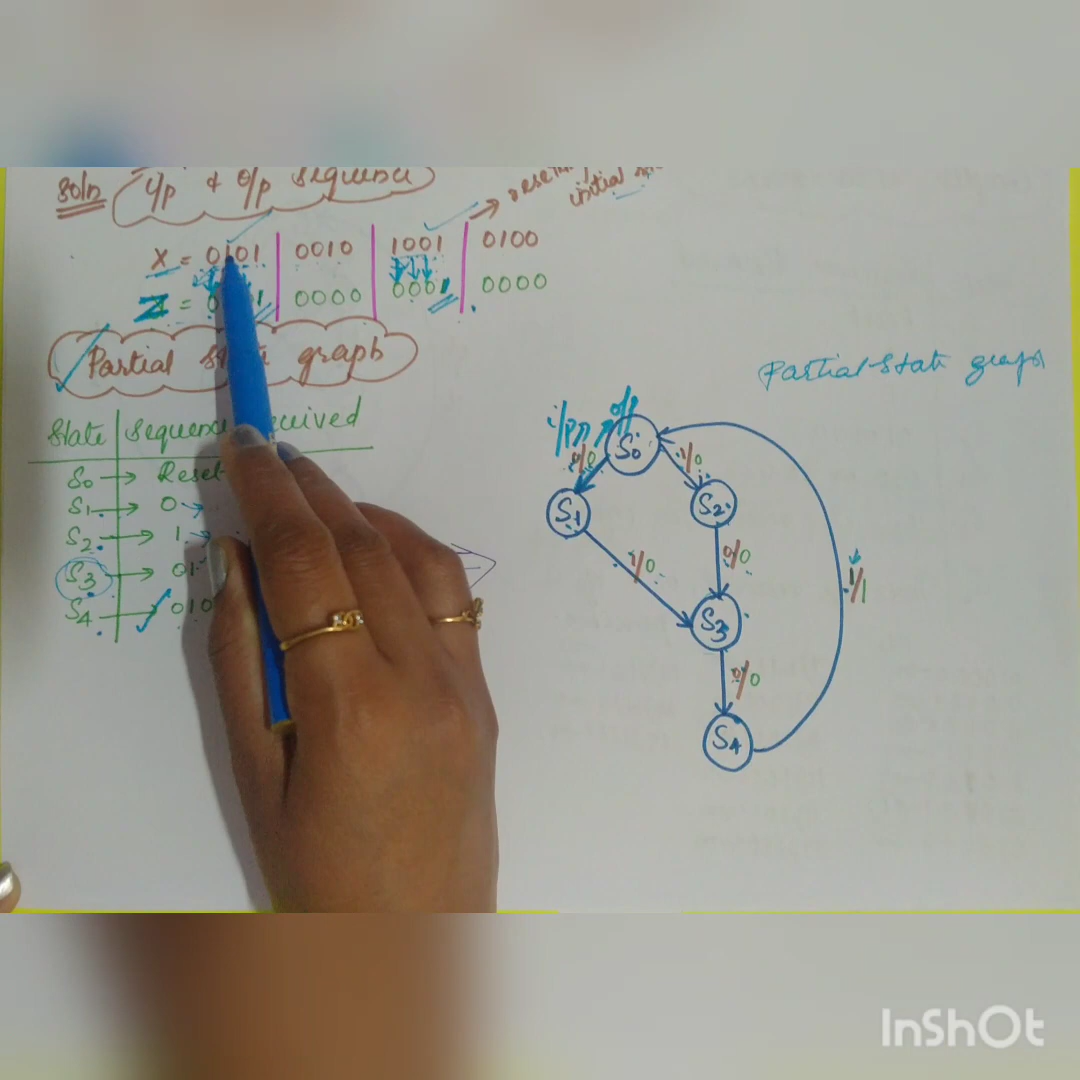 Soln I/p & O/p sequence
initial
X = 0101 | 0010 | 1001 | 0100
Z = 0 1 | 0000 | 0001 | 0000
Partial graph
Partial state graph
State Sequence
S0 → Reset
S1 → 0
S2 → 1
S3 → 01
S4 → 010
i/p o/p
S0
0/0
1/0
S1
S2
1/0
0/0
S3
1/1
0/0
S4
InShOt